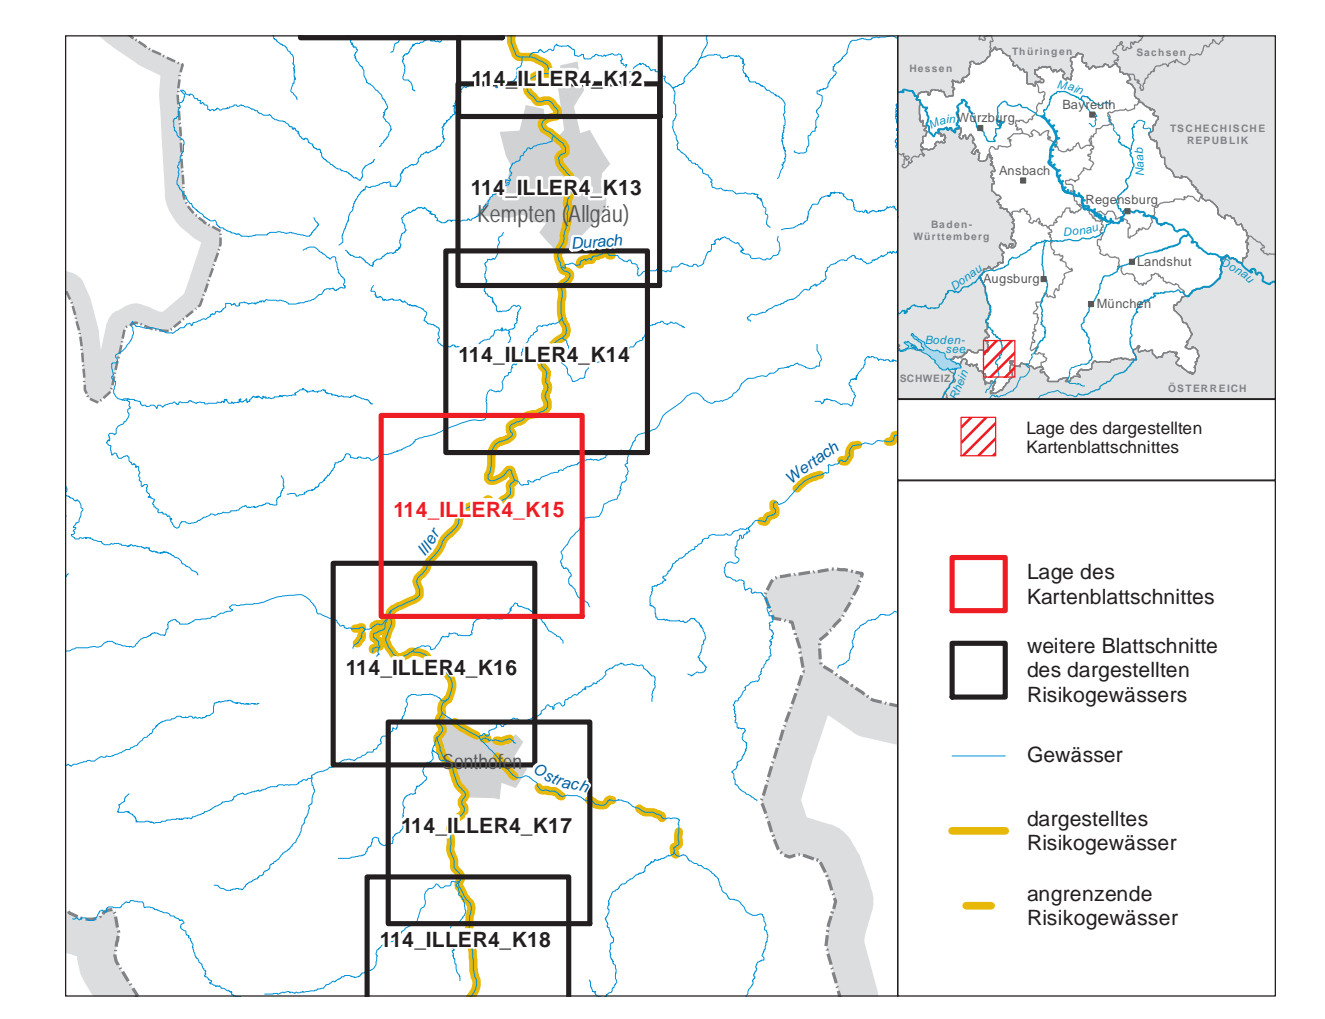 114_ILLER4_K12
114_ILLER4_K13
Kempten (Allgäu)
Durach
114_ILLER4_K14
Wertach
114_ILLER4_K15
Iller
114_ILLER4_K16
Sonthofen
Ostrach
114_ILLER4_K17
114_ILLER4_K18
Thüringen
Sachsen
Hessen
Main
Bayreuth
Main
Würzburg
TSCHECHISCHE
REPUBLIK
Naab
Ansbach
Regensburg
Baden-
Württemberg
Donau
Landshut
Donau
Donau
Augsburg
München
Boden-
see
SCHWEIZ
Rhein
ÖSTERREICH
Lage des dargestellten
Kartenblattschnittes
Lage des
Kartenblattschnittes
weitere Blattschnitte
des dargestellten
Risikogewässers
Gewässer
dargestelltes
Risikogewässer
angrenzende
Risikogewässer